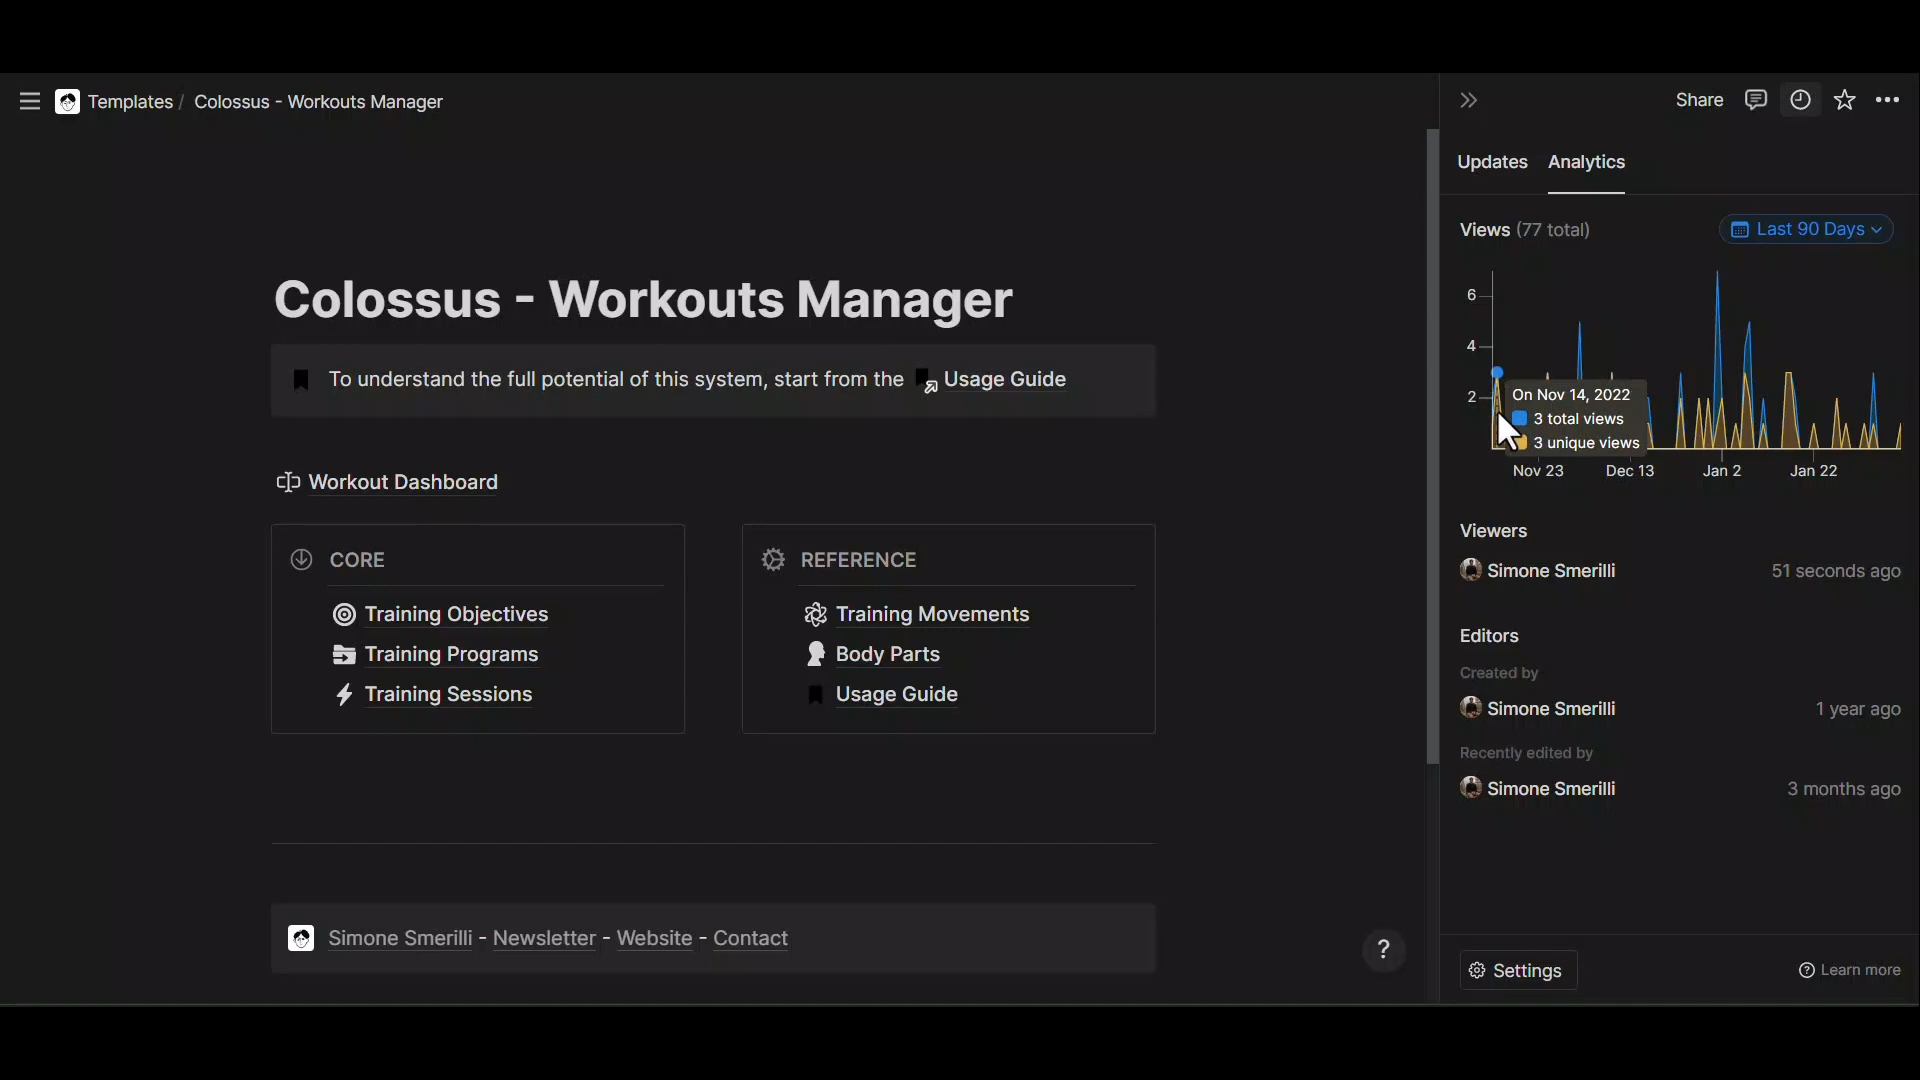 Templates / Colossus - Workouts Manager
Share
Updates Analytics
Views (77 total) Last 90 Days
6
4
2
On Nov 14, 2022
3 total views
3 unique views
Nov 23 Dec 13 Jan 2 Jan 22
Colossus - Workouts Manager
To understand the full potential of this system, start from the Usage Guide
Workout Dashboard
CORE
Training Objectives
Training Programs
Training Sessions
REFERENCE
Training Movements
Body Parts
Usage Guide
Simone Smerilli - Newsletter - Website - Contact
?
Viewers
Simone Smerilli 51 seconds ago
Editors
Created by
Simone Smerilli 1 year ago
Recently edited by
Simone Smerilli 3 months ago
Settings
Learn more